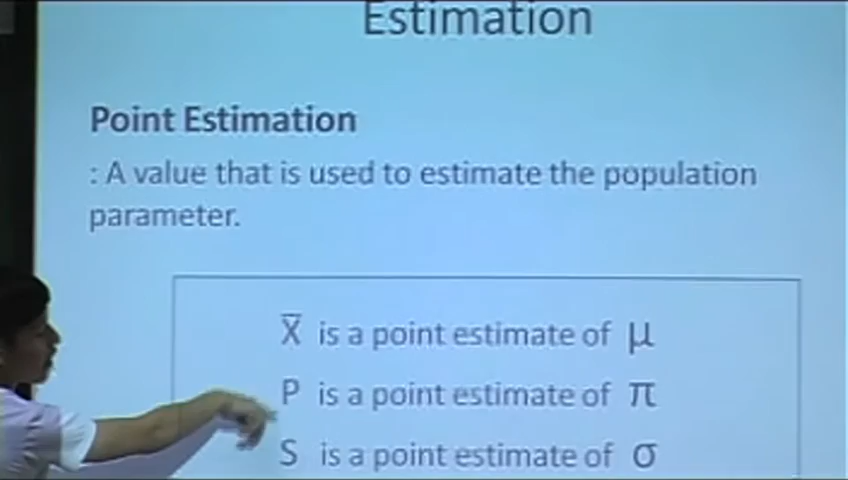 Estimation
Point Estimation
: A value that is used to estimate the population
parameter.
X̅ is a point estimate of μ
P is a point estimate of π
S is a point estimate of σ